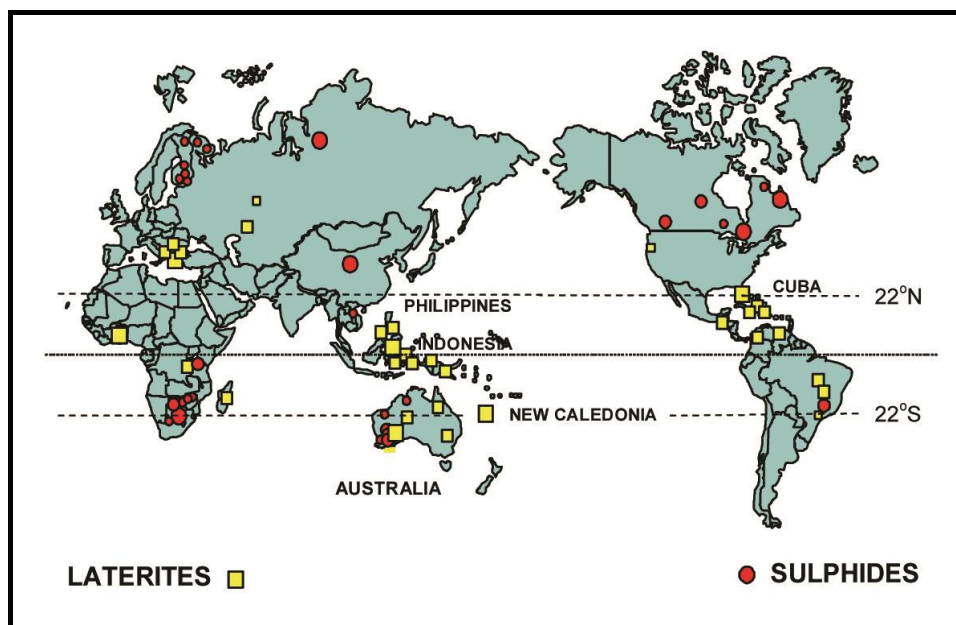 PHILIPPINES
CUBA
22°N
INDONESIA
NEW CALEDONIA
22°S
AUSTRALIA
LATERITES
SULPHIDES